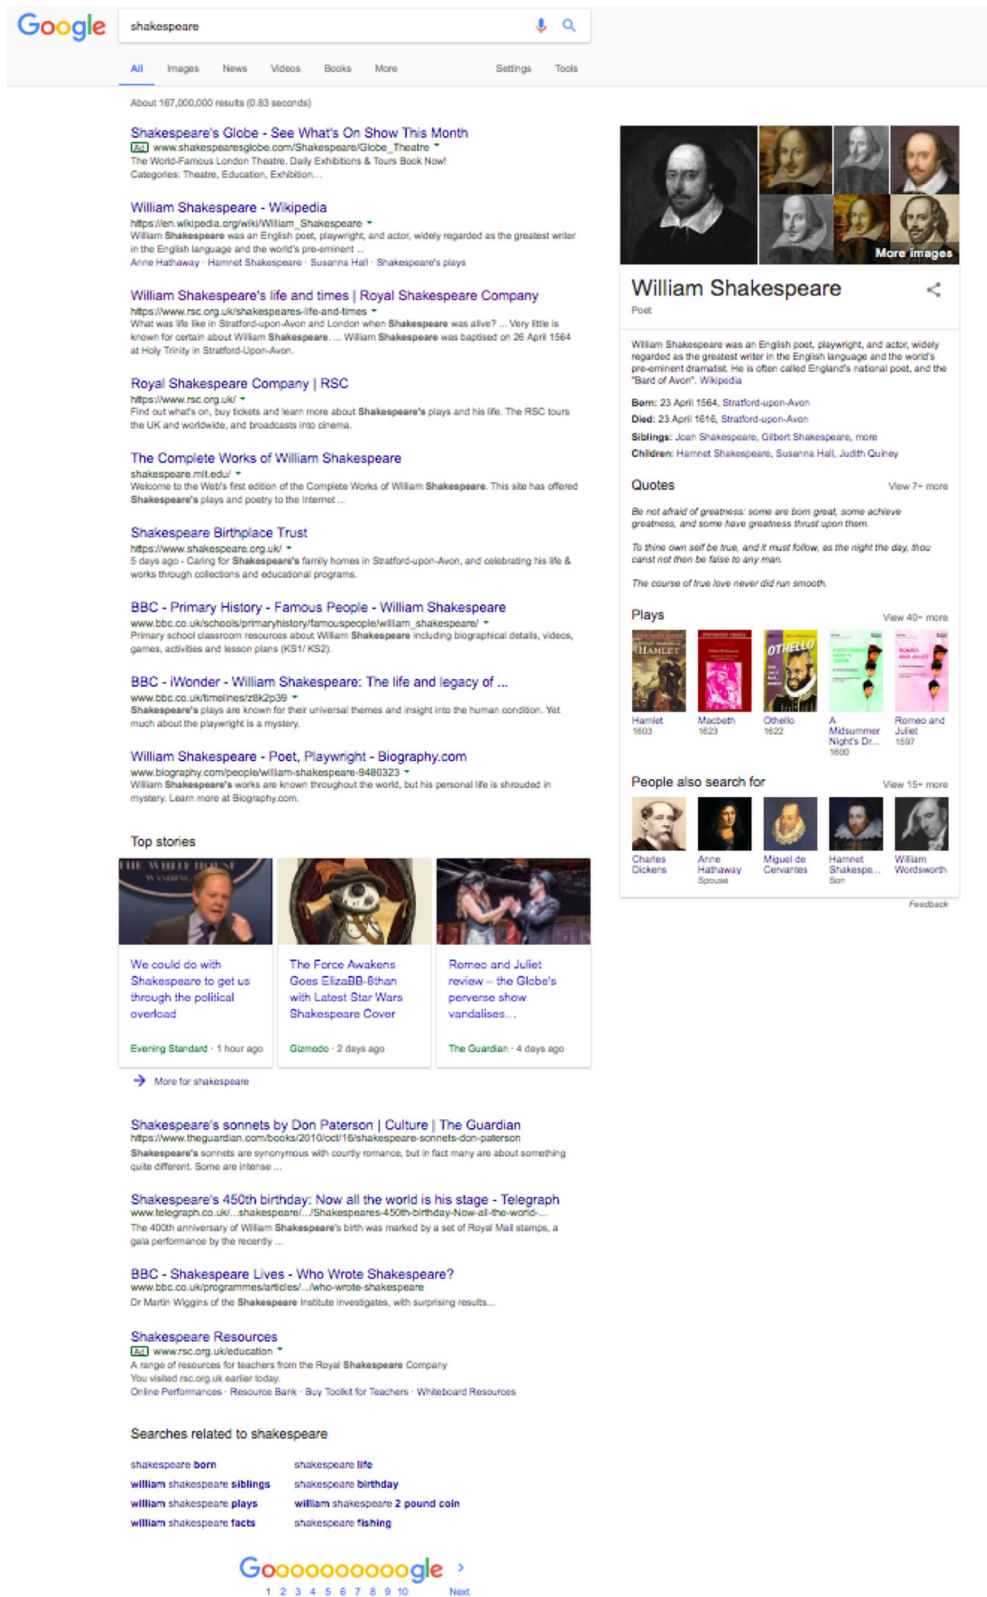 Google
shakespeare
All Images News Videos Books More Settings Tools
About 167,000,000 results (0.83 seconds)
Shakespeare's Globe - See What's On Show This Month
Ad www.shakespearesglobe.com/Shakespeare/Globe_Theatre
The World-Famous London Theatre. Daily Exhibitions & Tours Book Now!
Categories: Theatre, Education, Exhibition...
William Shakespeare - Wikipedia
https://en.wikipedia.org/wiki/William_Shakespeare
William Shakespeare was an English poet, playwright, and actor, widely regarded as the greatest writer
in the English language and the world's pre-eminent ...
Anne Hathaway · Hamnet Shakespeare · Susanna Hall · Shakespeare's plays
William Shakespeare's life and times | Royal Shakespeare Company
https://www.rsc.org.uk/shakespeares-life-and-times
What was life like in Stratford-upon-Avon and London when Shakespeare was alive? ... Very little is
known for certain about William Shakespeare. ... William Shakespeare was baptised on 26 April 1564
at Holy Trinity in Stratford-Upon-Avon.
Royal Shakespeare Company | RSC
https://www.rsc.org.uk/
Find out what's on, buy tickets and learn more about Shakespeare's plays and his life. The RSC tours
the UK and worldwide, and broadcasts into cinema.
The Complete Works of William Shakespeare
shakespeare.mit.edu/
Welcome to the Web's first edition of the Complete Works of William Shakespeare. This site has offered
Shakespeare's plays and poetry to the Internet ...
Shakespeare Birthplace Trust
https://www.shakespeare.org.uk/
5 days ago - Caring for Shakespeare's family homes in Stratford-upon-Avon, and celebrating his life &
works through collections and educational programs.
BBC - Primary History - Famous People - William Shakespeare
www.bbc.co.uk/schools/primaryhistory/famouspeople/william_shakespeare/
Primary school classroom resources about William Shakespeare including biographical details, videos,
games, activities and lesson plans (KS1/ KS2).
BBC - iWonder - William Shakespeare: The life and legacy of ...
www.bbc.co.uk/timelines/z8k2p39
Shakespeare's plays are known for their universal themes and insight into the human condition. Yet
much about the playwright is a mystery.
William Shakespeare - Poet, Playwright - Biography.com
www.biography.com/people/william-shakespeare-9480323
William Shakespeare's works are known throughout the world, but his personal life is shrouded in
mystery. Learn more at Biography.com.
Top stories
THE WHITE HOUSE
We could do with
Shakespeare to get us
through the political
overload
Evening Standard · 1 hour ago
The Force Awakens
Goes ElizaBB-8than
with Latest Star Wars
Shakespeare Cover
Gizmodo · 2 days ago
Romeo and Juliet
review – the Globe's
perverse show
vandalises...
The Guardian · 4 days ago
More for shakespeare
Shakespeare's sonnets by Don Paterson | Culture | The Guardian
https://www.theguardian.com/books/2010/oct/16/shakespeare-sonnets-don-paterson
Shakespeare's sonnets are synonymous with courtly romance, but in fact many are about something
quite different. Some are intense ...
Shakespeare's 450th birthday: Now all the world is his stage - Telegraph
www.telegraph.co.uk/...shakespeare/.../Shakespeares-450th-birthday-Now-all-the-world-...
The 400th anniversary of William Shakespeare's birth was marked by a set of Royal Mail stamps, a
gala performance by the recently ...
BBC - Shakespeare Lives - Who Wrote Shakespeare?
www.bbc.co.uk/programmes/articles/.../who-wrote-shakespeare
Dr Martin Wiggins of the Shakespeare Institute investigates, with surprising results...
Shakespeare Resources
Ad www.rsc.org.uk/education
A range of resources for teachers from the Royal Shakespeare Company
You visited rsc.org.uk earlier today.
Online Performances · Resource Bank · Buy Toolkit for Teachers · Whiteboard Resources
Searches related to shakespeare
shakespeare born
shakespeare life
william shakespeare siblings
shakespeare birthday
william shakespeare plays
william shakespeare 2 pound coin
william shakespeare facts
shakespeare fishing
Goooooooooogle
1 2 3 4 5 6 7 8 9 10 Next
More images
William Shakespeare
Poet
William Shakespeare was an English poet, playwright, and actor, widely
regarded as the greatest writer in the English language and the world's
pre-eminent dramatist. He is often called England's national poet, and the
"Bard of Avon". Wikipedia
Born: 23 April 1564, Stratford-upon-Avon
Died: 23 April 1616, Stratford-upon-Avon
Siblings: Joan Shakespeare, Gilbert Shakespeare, more
Children: Hamnet Shakespeare, Susanna Hall, Judith Quiney
Quotes View 7+ more
Be not afraid of greatness: some are born great, some achieve
greatness, and some have greatness thrust upon them.
To thine own self be true, and it must follow, as the night the day, thou
canst not then be false to any man.
The course of true love never did run smooth.
Plays View 40+ more
HAMLET
OTHELLO
ROMEO
AND JULIET
Hamlet
1603
Macbeth
1623
Othello
1622
A
Midsummer
Night's Dr...
1600
Romeo and
Juliet
1597
People also search for View 15+ more
Charles
Dickens
Anne
Hathaway
Spouse
Miguel de
Cervantes
Hamnet
Shakespe...
Son
William
Wordsworth
Feedback